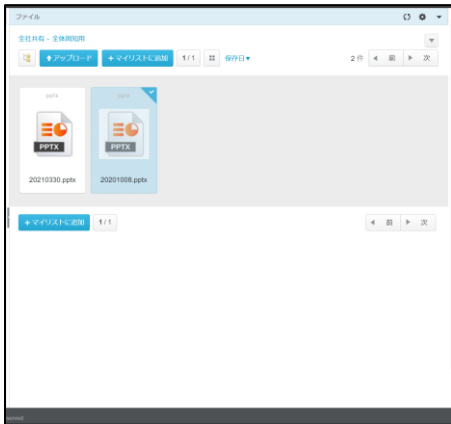 ファイル
全社共有 - 全体周知用
アップロード
+マイリストに追加
1/1
保存日▼
2 件
前
次
pptx
pptx
PPTX
PPTX
20210330.pptx
20201008.pptx
+マイリストに追加
1/1
前
次